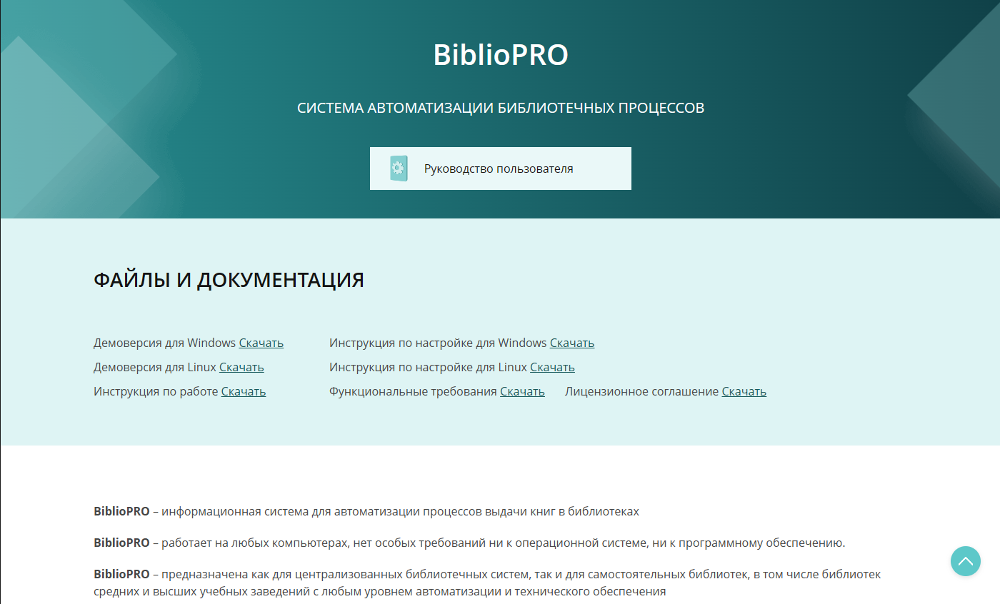 BiblioPRO
СИСТЕМА АВТОМАТИЗАЦИИ БИБЛИОТЕЧНЫХ ПРОЦЕССОВ
Руководство пользователя
ФАЙЛЫ И ДОКУМЕНТАЦИЯ
Демоверсия для Windows Скачать Инструкция по настройке для Windows Скачать
Демоверсия для Linux Скачать Инструкция по настройке для Linux Скачать
Инструкция по работе Скачать Функциональные требования Скачать Лицензионное соглашение Скачать
BiblioPRO – информационная система для автоматизации процессов выдачи книг в библиотеках
BiblioPRO – работает на любых компьютерах, нет особых требований ни к операционной системе, ни к программному обеспечению.
BiblioPRO – предназначена как для централизованных библиотечных систем, так и для самостоятельных библиотек, в том числе библиотек
средних и высших учебных заведений с любым уровнем автоматизации и технического обеспечения